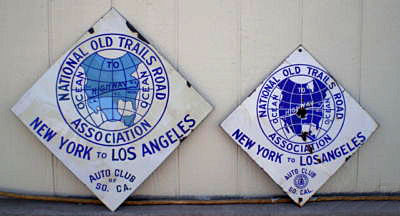 NATIONAL OLD TRAILS ROAD
OCEAN TO OCEAN
HIGHWAY
ASSOCIATION
NEW YORK TO LOS ANGELES
AUTO CLUB
OF
SO. CA.
NATIONAL OLD TRAILS ROAD
OCEAN TO OCEAN
HIGHWAY
ASSOCIATION
NEW YORK TO LOS ANGELES
AUTO CLUB
SO. CAL.